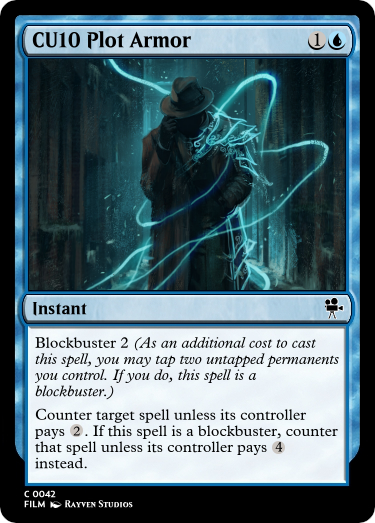 CU10 Plot Armor 1
Instant
Blockbuster 2 (As an additional cost to cast
this spell, you may tap two untapped permanents
you control. If you do, this spell is a
blockbuster.)
Counter target spell unless its controller
pays 2. If this spell is a blockbuster, counter
that spell unless its controller pays 4
instead.
C 0042
FILM Rayven Studios